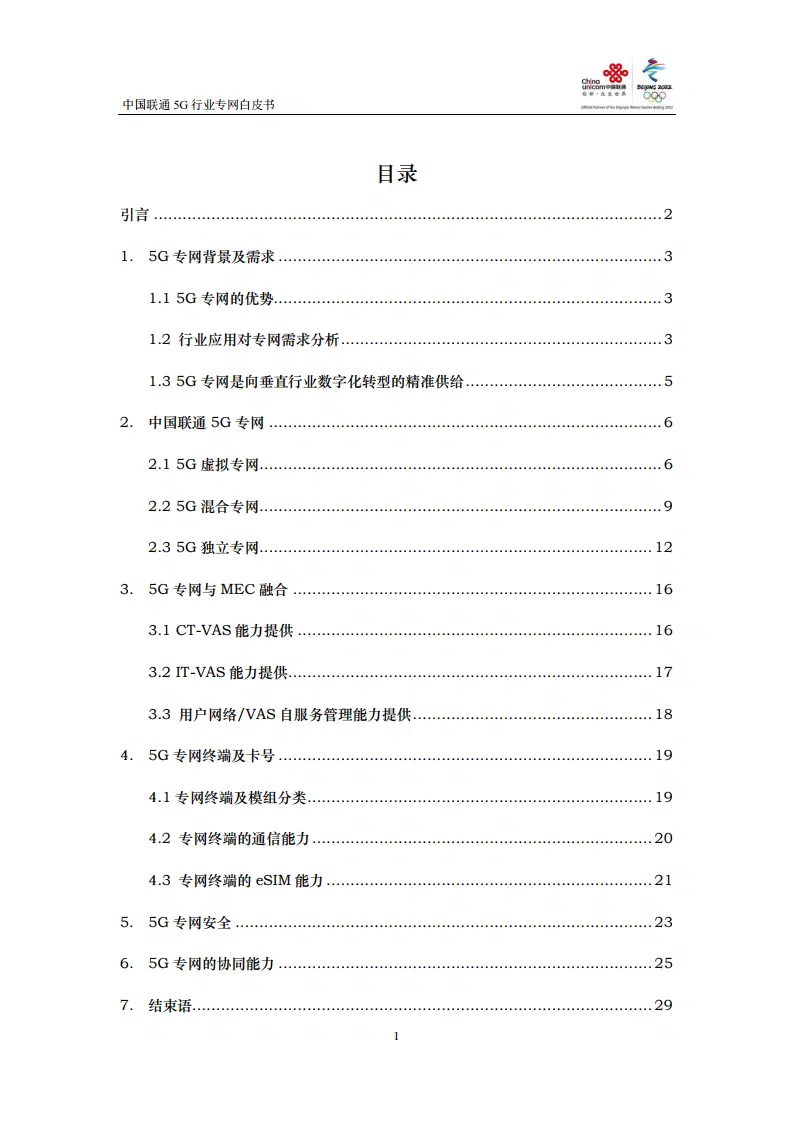 China
unicom中国联通
创新·改变世界
BEIJING 2022
Official Partner of the Olympic Winter Games Beijing 2022
中国联通 5G 行业专网白皮书
目录
引言 ........................................ 2
1. 5G 专网背景及需求 ........................................ 3
1.1 5G 专网的优势........................................ 3
1.2 行业应用对专网需求分析........................................ 3
1.3 5G 专网是向垂直行业数字化转型的精准供给........................................ 5
2. 中国联通 5G 专网 ........................................ 6
2.1 5G 虚拟专网........................................ 6
2.2 5G 混合专网........................................ 9
2.3 5G 独立专网........................................ 12
3. 5G 专网与 MEC 融合 ........................................ 16
3.1 CT-VAS 能力提供 ........................................ 16
3.2 IT-VAS 能力提供........................................ 17
3.3 用户网络/VAS 自服务管理能力提供........................................ 18
4. 5G 专网终端及卡号 ........................................ 19
4.1 专网终端及模组分类........................................ 19
4.2 专网终端的通信能力........................................ 20
4.3 专网终端的 eSIM 能力 ........................................ 21
5. 5G 专网安全 ........................................ 23
6. 5G 专网的协同能力 ........................................ 25
7. 结束语........................................ 29
1